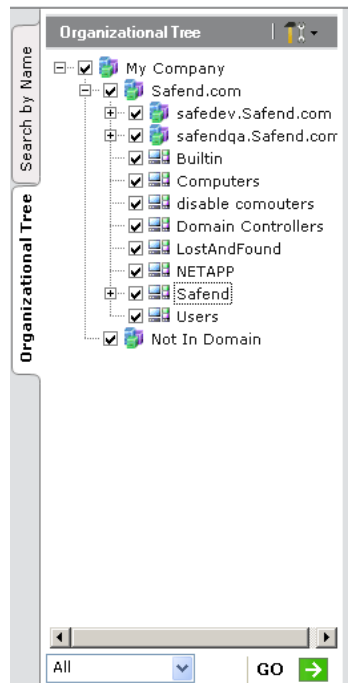 Search by Name
Organizational Tree
Organizational Tree
My Company
Safend.com
safedev.Safend.com
safendqa.Safend.com
Builtin
Computers
disable comouters
Domain Controllers
LostAndFound
NETAPP
Safend
Users
Not In Domain
All
GO